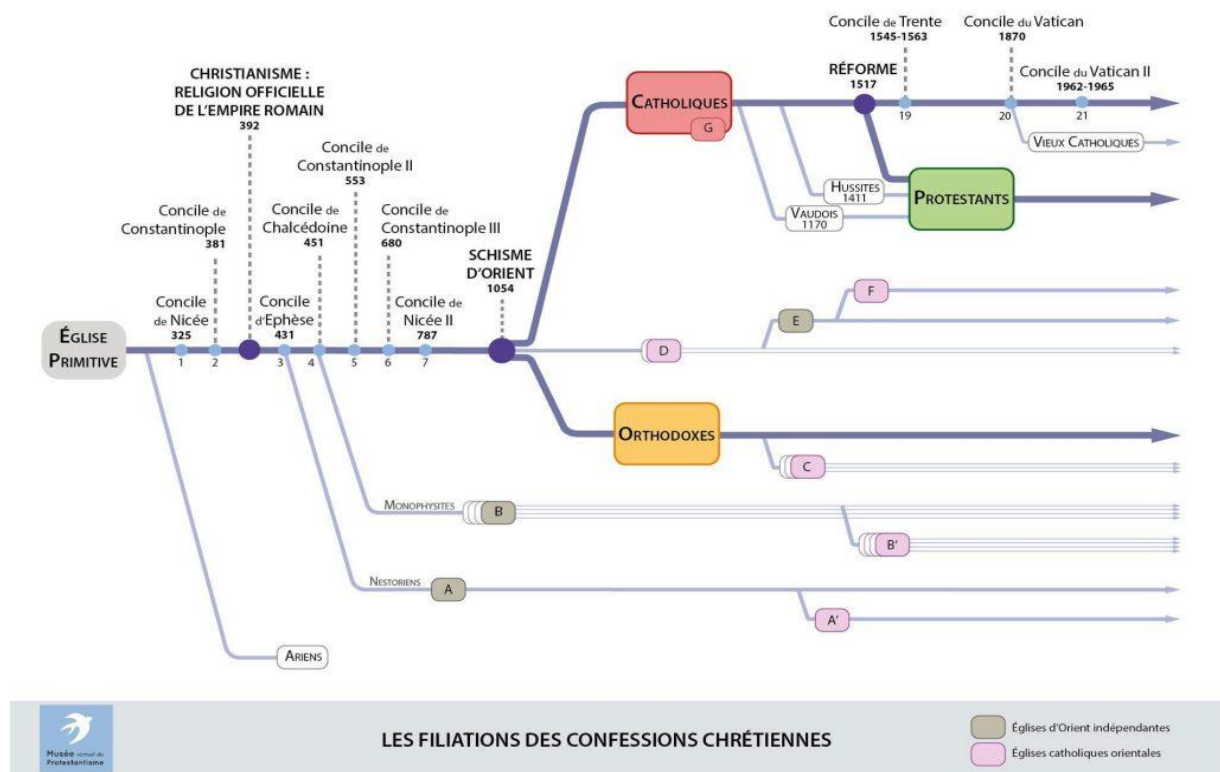 Concile de Trente
1545-1563
Concile du Vatican
1870
CHRISTIANISME :
RELIGION OFFICIELLE
DE L'EMPIRE ROMAIN
392
RÉFORME
1517
Concile du Vatican II
1962-1965
CATHOLIQUES
G
19
20
21
VIEUX CATHOLIQUES
Concile de
Constantinople II
553
HUSSITES
1411
PROTESTANTS
VAUDOIS
1170
Concile de
Constantinople
381
Concile de
Chalcédoine
451
Concile de
Constantinople III
680
SCHISME
D'ORIENT
1054
Concile
de Nicée
325
Concile
d'Ephèse
431
Concile de
Nicée II
787
F
E
D
ÉGLISE
PRIMITIVE
1
2
3
4
5
6
7
ORTHODOXES
C
MONOPHYSITES
B
B'
NESTORIENS
A
A'
ARIENS
Musée virtuel du
Protestantisme
LES FILIATIONS DES CONFESSIONS CHRÉTIENNES
Églises d'Orient indépendantes
Églises catholiques orientales